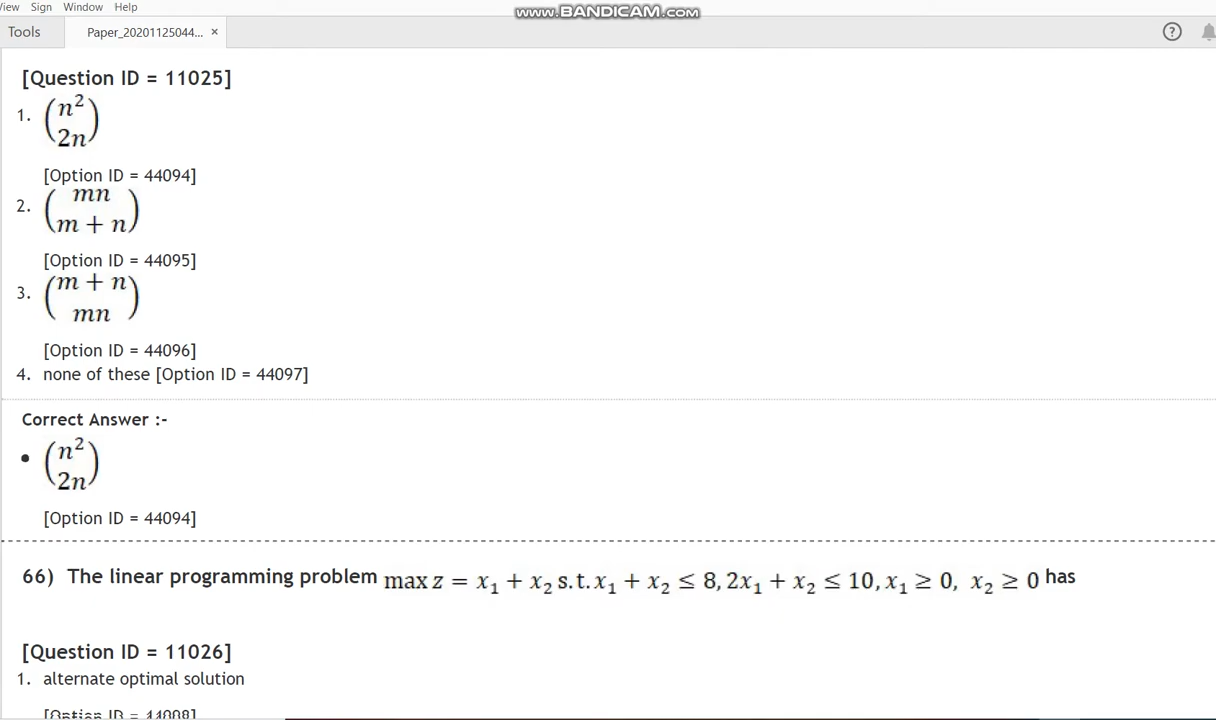 View Sign Window Help
www.BANDICAM.com
Tools Paper_20201125044... ×
[Question ID = 11025]
1. (n² 2n)
[Option ID = 44094]
2. (mn m + n)
[Option ID = 44095]
3. (m + n mn)
[Option ID = 44096]
4. none of these [Option ID = 44097]
Correct Answer :-
• (n² 2n)
[Option ID = 44094]
66) The linear programming problem max z = x₁ + x₂ s.t. x₁ + x₂ ≤ 8, 2x₁ + x₂ ≤ 10, x₁ ≥ 0, x₂ ≥ 0 has
[Question ID = 11026]
1. alternate optimal solution
[Option ID = 44098]